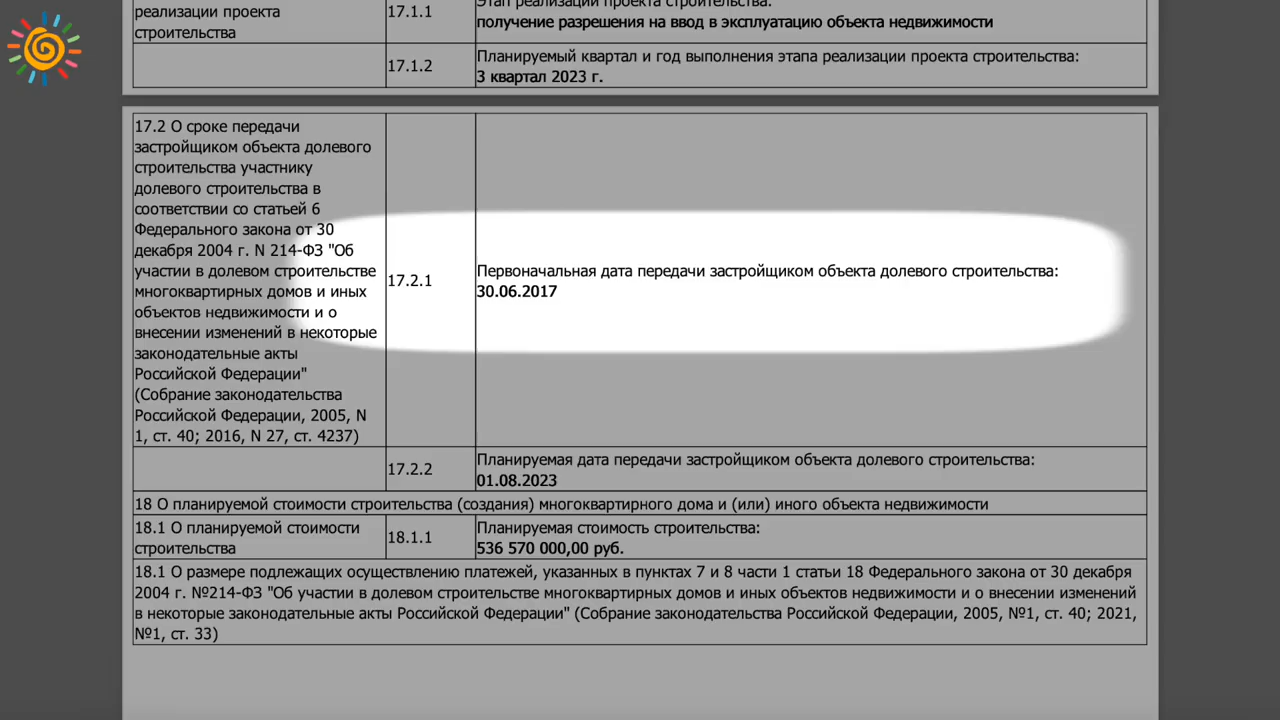 реализации проекта
строительства
17.1.1
Этап реализации проекта строительства:
получение разрешения на ввод в эксплуатацию объекта недвижимости
17.1.2
Планируемый квартал и год выполнения этапа реализации проекта строительства:
3 квартал 2023 г.
17.2 О сроке передачи
застройщиком объекта долевого
строительства участнику
долевого строительства в
соответствии со статьей 6
Федерального закона от 30
декабря 2004 г. N 214-ФЗ "Об
участии в долевом строительстве
многоквартирных домов и иных
объектов недвижимости и о
внесении изменений в некоторые
законодательные акты
Российской Федерации"
(Собрание законодательства
Российской Федерации, 2005, N
1, ст. 40; 2016, N 27, ст. 4237)
17.2.1
Первоначальная дата передачи застройщиком объекта долевого строительства:
30.06.2017
17.2.2
Планируемая дата передачи застройщиком объекта долевого строительства:
01.08.2023
18 О планируемой стоимости строительства (создания) многоквартирного дома и (или) иного объекта недвижимости
18.1 О планируемой стоимости
строительства
18.1.1
Планируемая стоимость строительства:
536 570 000,00 руб.
18.1 О размере подлежащих осуществлению платежей, указанных в пунктах 7 и 8 части 1 статьи 18 Федерального закона от 30 декабря
2004 г. №214-ФЗ "Об участии в долевом строительстве многоквартирных домов и иных объектов недвижимости и о внесении изменений
в некоторые законодательные акты Российской Федерации" (Собрание законодательства Российской Федерации, 2005, №1, ст. 40; 2021,
№1, ст. 33)